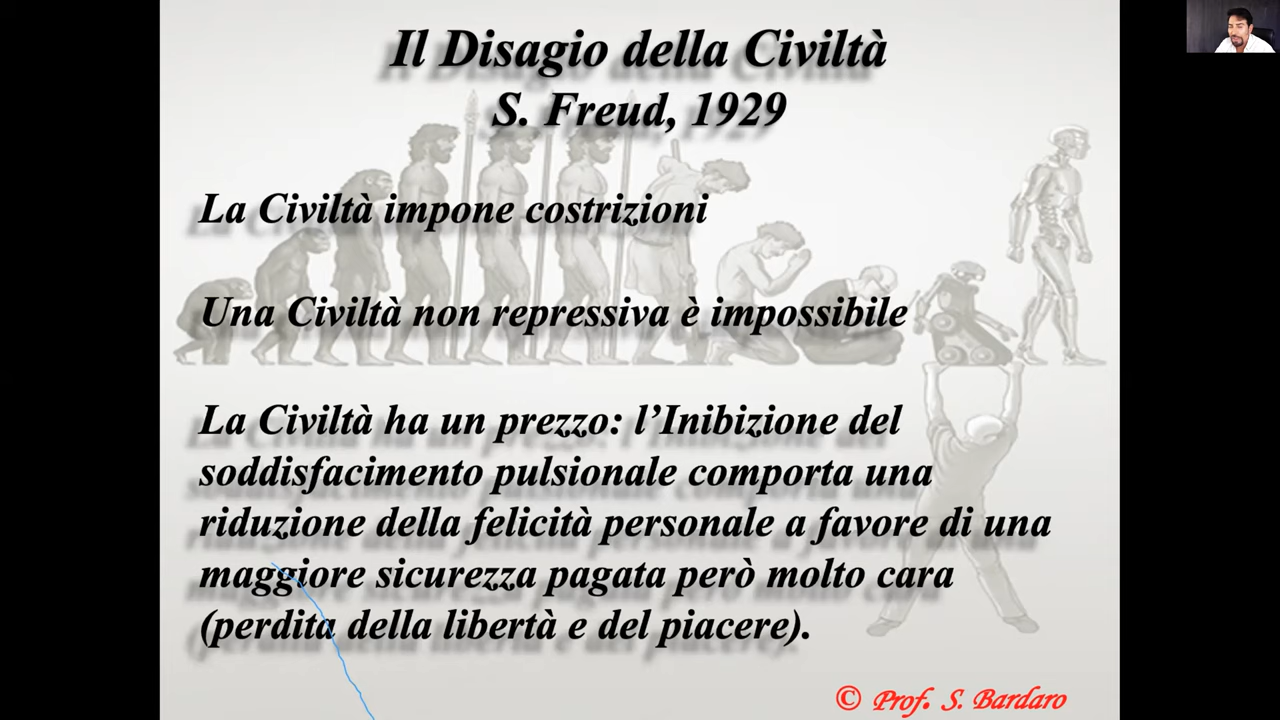 Il Disagio della Civiltà
S. Freud, 1929
La Civiltà impone costrizioni
Una Civiltà non repressiva è impossibile
La Civiltà ha un prezzo: l’Inibizione del
soddisfacimento pulsionale comporta una
riduzione della felicità personale a favore di una
maggiore sicurezza pagata però molto cara
(perdita della libertà e del piacere).
© Prof. S. Bardaro